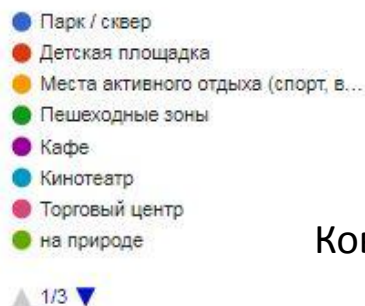 Парк / сквер
Детская площадка
Места активного отдыха (спорт, в...
Пешеходные зоны
Кафе
Кинотеатр
Торговый центр
на природе
Ко
1/3